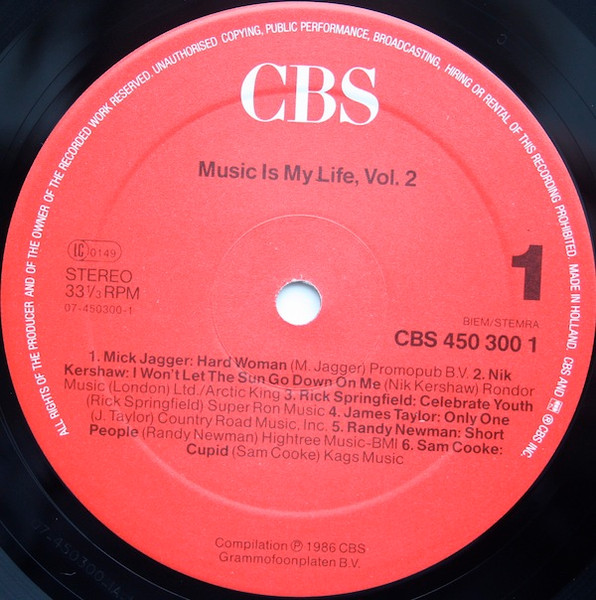 ALL RIGHTS OF THE PRODUCER AND OF THE OWNER OF THE RECORDED WORK RESERVED. UNAUTHORISED COPYING, PUBLIC PERFORMANCE, BROADCASTING, HIRING OR RENTAL OF THIS RECORDING PROHIBITED. MADE IN HOLLAND. CBS AND ℗ CBS INC.
CBS
Music Is My Life, Vol. 2
LC 0149
STEREO
33⅓ RPM
07-450300-1
1
BIEM/STEMRA
CBS 450 300 1
1. Mick Jagger: Hard Woman (M. Jagger) Promopub B.V. 2. Nik
Kershaw: I Won't Let The Sun Go Down On Me (Nik Kershaw) Rondor
Music (London) Ltd./Arctic King 3. Rick Springfield: Celebrate Youth
(Rick Springfield) Super Ron Music 4. James Taylor: Only One
(J. Taylor) Country Road Music, Inc. 5. Randy Newman: Short
People (Randy Newman) Hightree Music-BMI 6. Sam Cooke:
Cupid (Sam Cooke) Kags Music
Compilation ℗ 1986 CBS
Grammofoonplaten B.V.